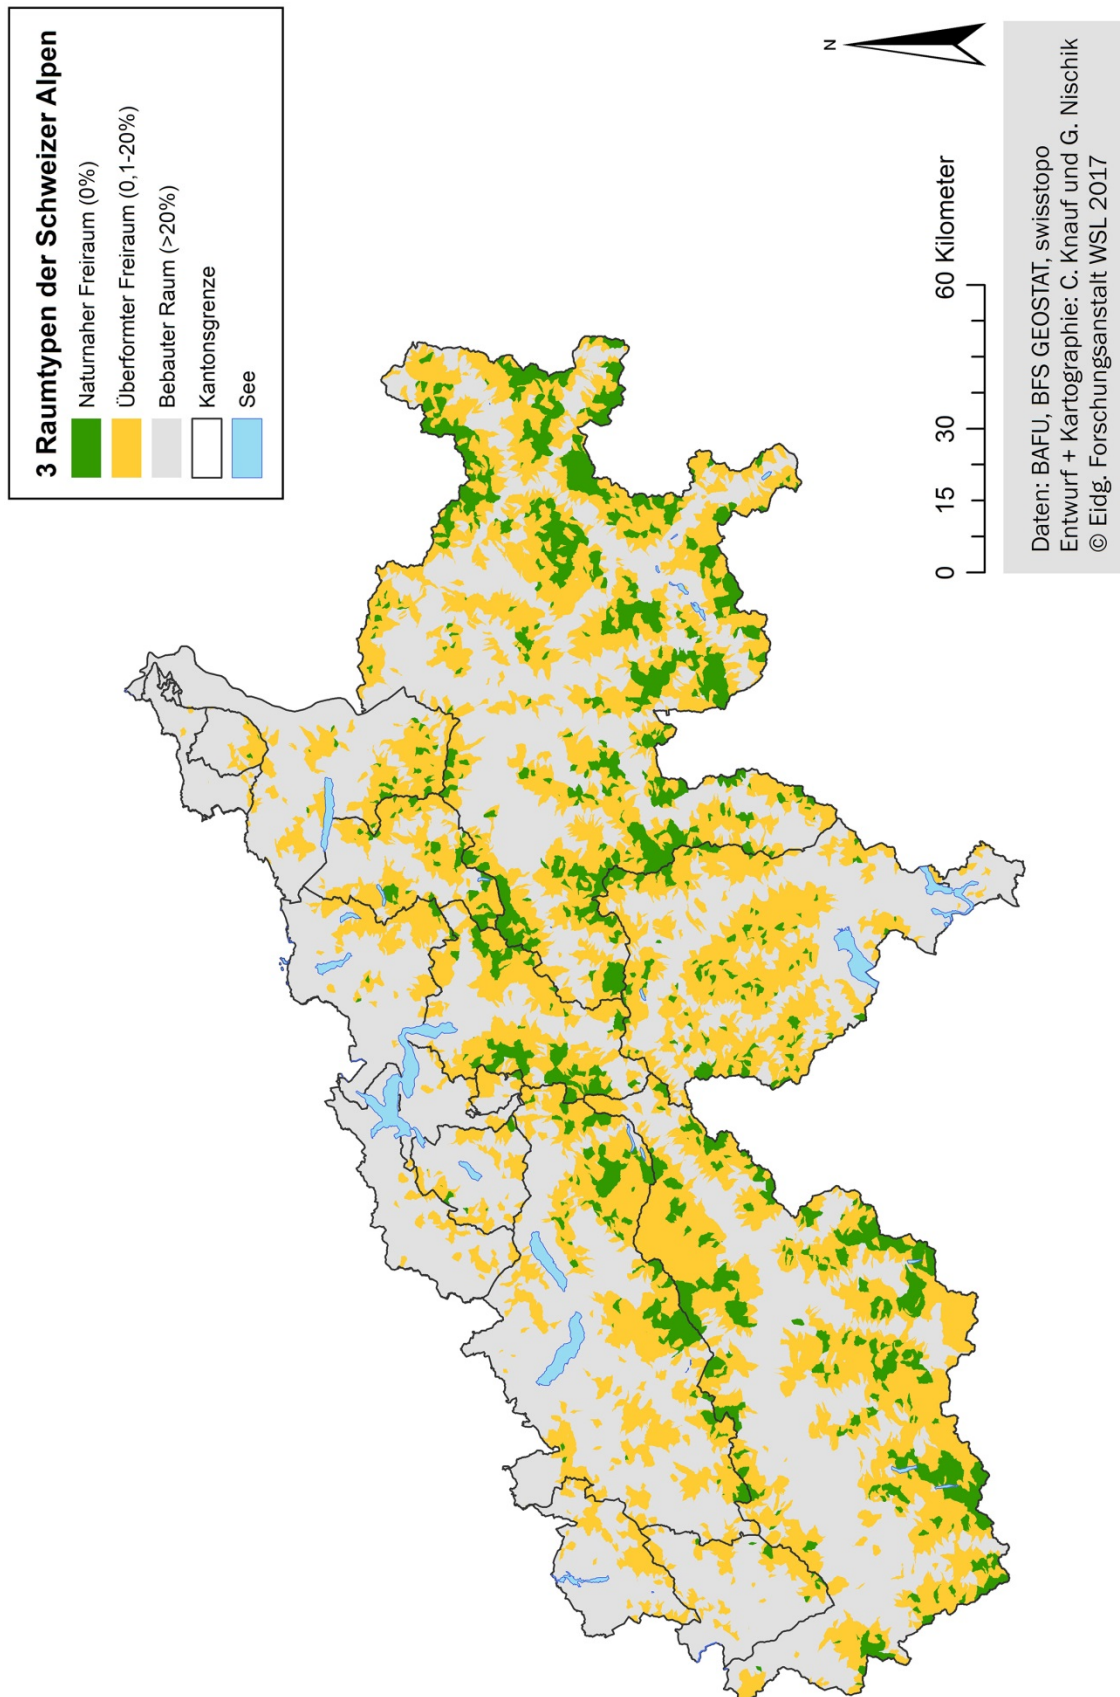 3 Raumtypen der Schweizer Alpen
Naturnaher Freiraum (0%)
Überformter Freiraum (0,1-20%)
Bebauter Raum (>20%)
Kantonsgrenze
See
N
0 15 30 60 Kilometer
Daten: BAFU, BFS GEOSTAT, swisstopo
Entwurf + Kartographie: C. Knauf und G. Nischik
© Eidg. Forschungsanstalt WSL 2017